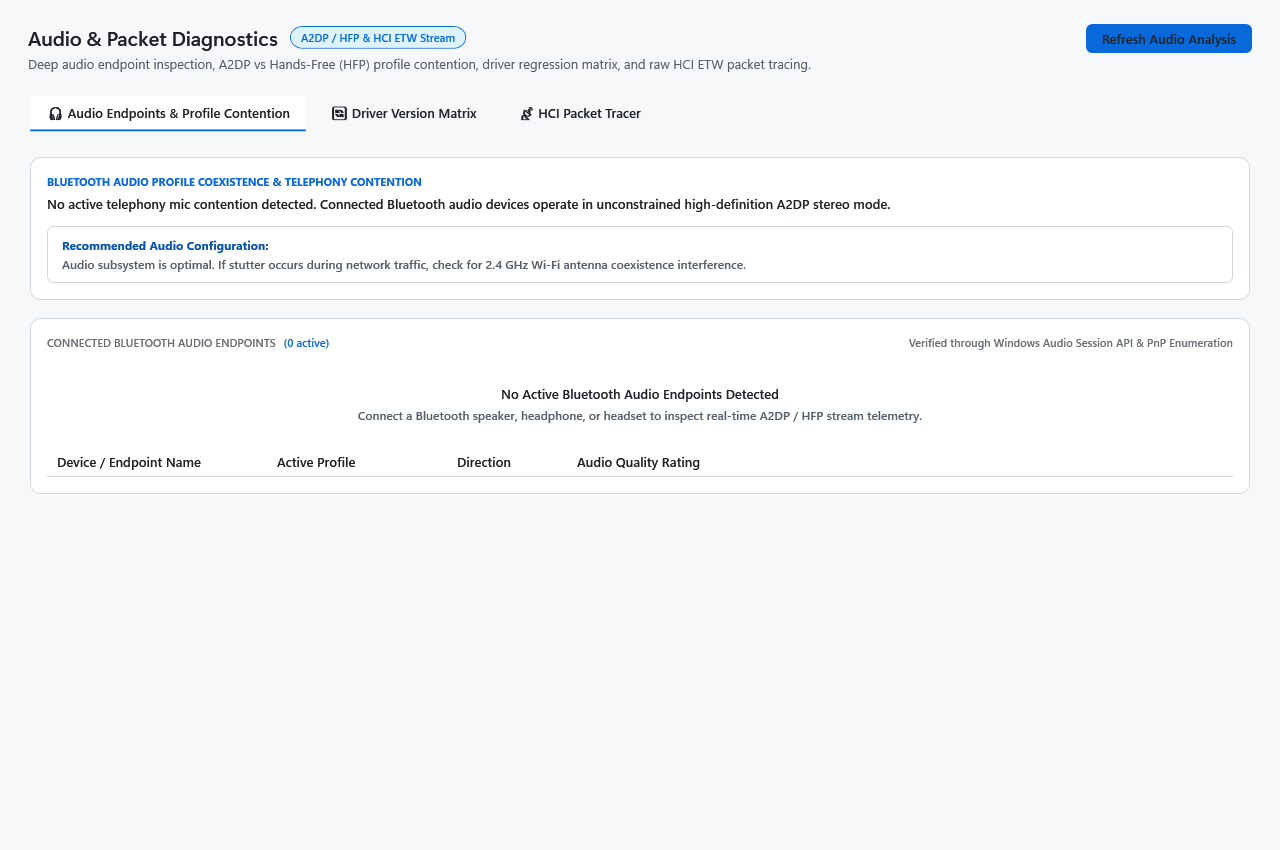 Audio & Packet Diagnostics
A2DP / HFP & HCI ETW Stream
Refresh Audio Analysis
Deep audio endpoint inspection, A2DP vs Hands-Free (HFP) profile contention, driver regression matrix, and raw HCI ETW packet tracing.
Audio Endpoints & Profile Contention
Driver Version Matrix
HCI Packet Tracer
BLUETOOTH AUDIO PROFILE COEXISTENCE & TELEPHONY CONTENTION
No active telephony mic contention detected. Connected Bluetooth audio devices operate in unconstrained high-definition A2DP stereo mode.
Recommended Audio Configuration:
Audio subsystem is optimal. If stutter occurs during network traffic, check for 2.4 GHz Wi-Fi antenna coexistence interference.
CONNECTED BLUETOOTH AUDIO ENDPOINTS (0 active)
Verified through Windows Audio Session API & PnP Enumeration
No Active Bluetooth Audio Endpoints Detected
Connect a Bluetooth speaker, headphone, or headset to inspect real-time A2DP / HFP stream telemetry.
Device / Endpoint Name
Active Profile
Direction
Audio Quality Rating